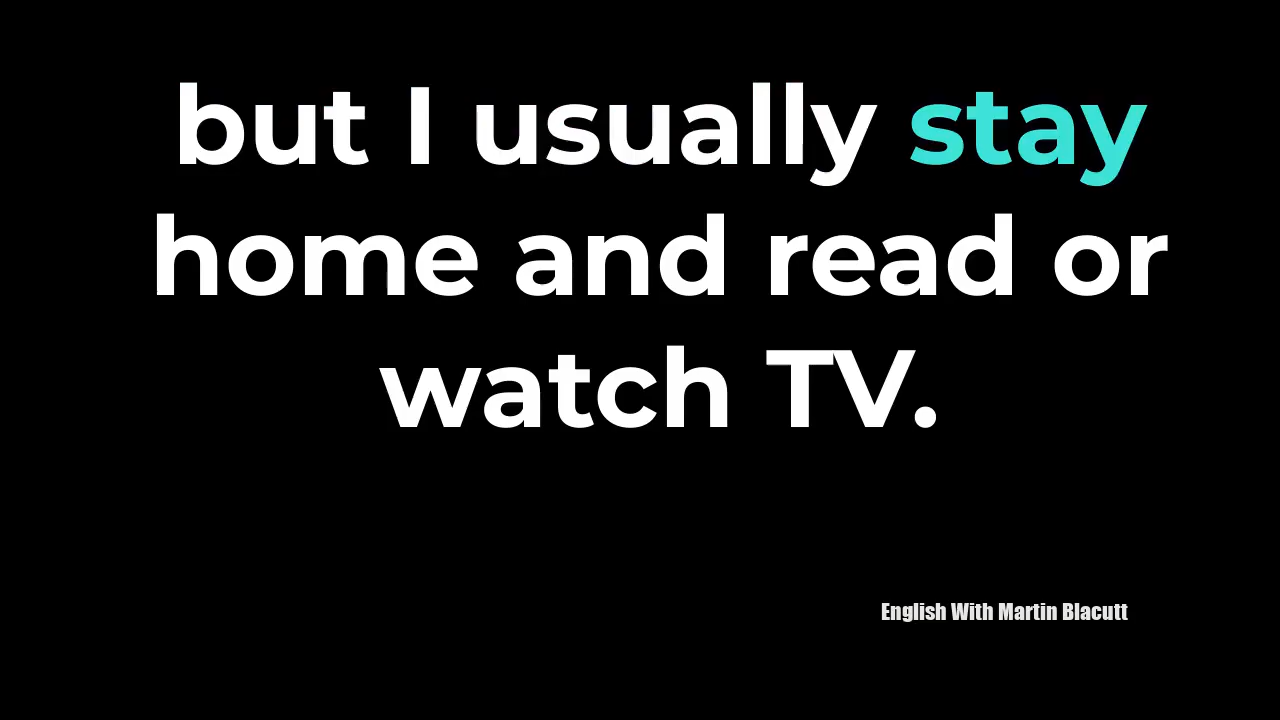 but I usually stay
home and read or
watch TV.
English With Martin Blacutt